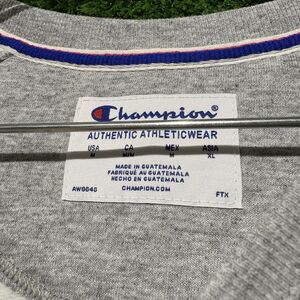 Champion®
AUTHENTIC ATHLETICWEAR
USA CA MEX ASIA
M M/M M XL
MADE IN GUATEMALA
FABRIQUÉ AU GUATEMALA
HECHO EN GUATEMALA
CHAMPION.COM FTX